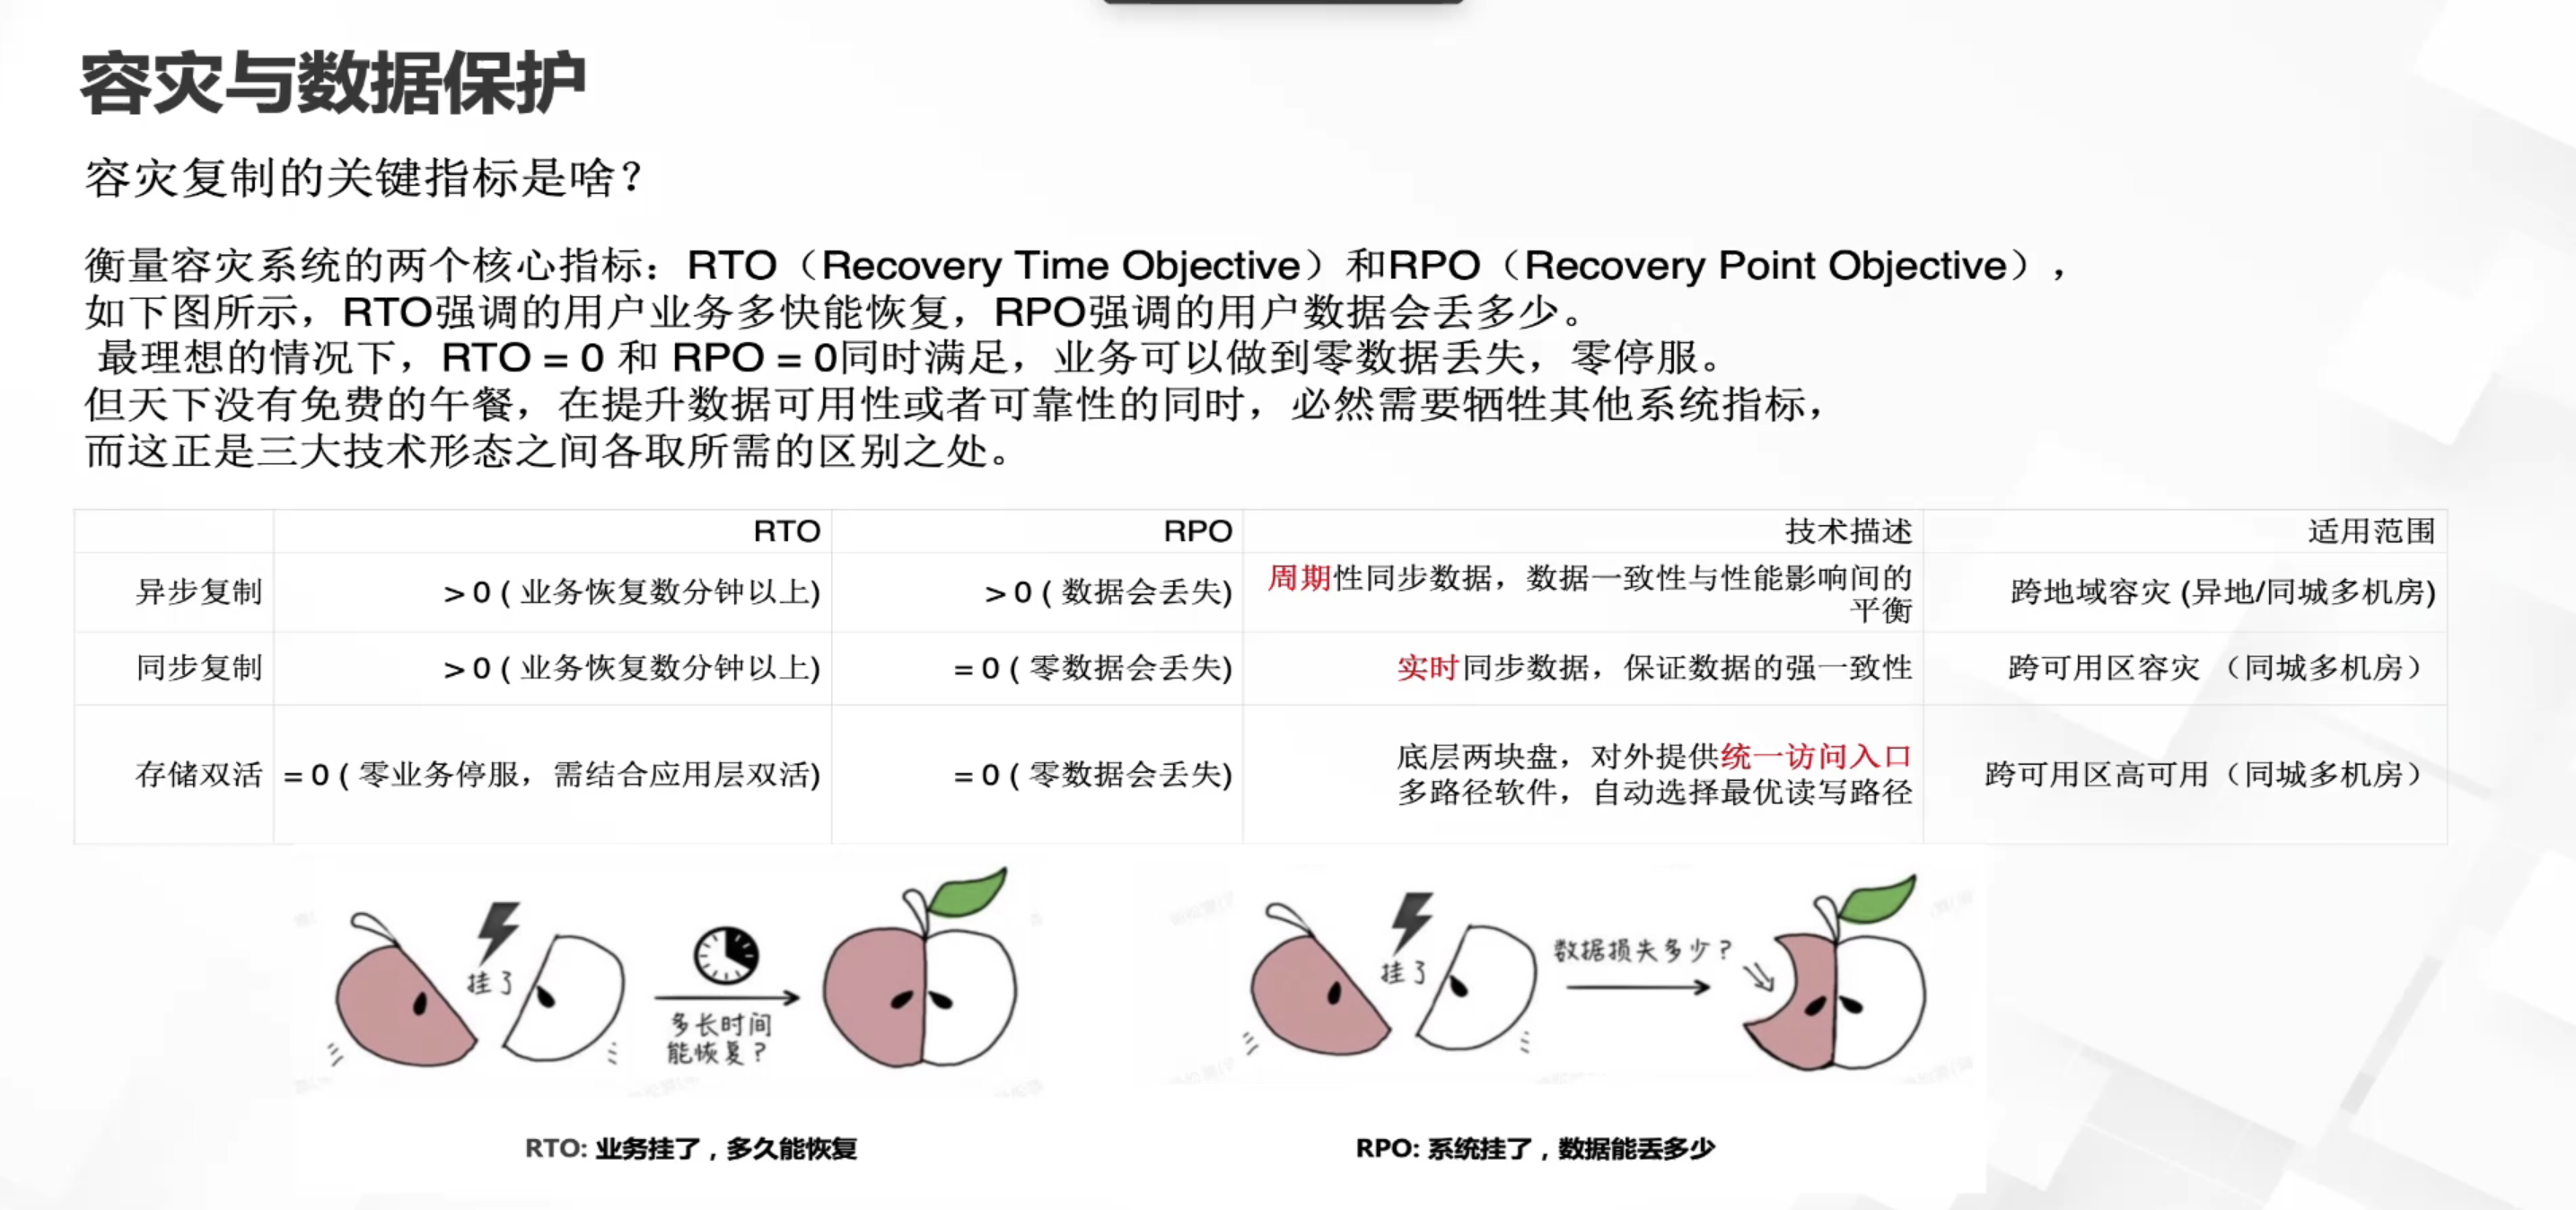 容灾与数据保护
容灾复制的关键指标是啥？
衡量容灾系统的两个核心指标：RTO（Recovery Time Objective）和RPO（Recovery Point Objective），
如下图所示，RTO强调的用户业务多快能恢复，RPO强调的用户数据会丢多少。
最理想的情况下，RTO = 0 和 RPO = 0同时满足，业务可以做到零数据丢失，零停服。
但天下没有免费的午餐，在提升数据可用性或者可靠性的同时，必然需要牺牲其他系统指标，
而这正是三大技术形态之间各取所需的区别之处。
RTO RPO 技术描述 适用范围
异步复制 > 0 ( 业务恢复数分钟以上) > 0 ( 数据会丢失) 周期性同步数据，数据一致性与性能影响间的
平衡 跨地域容灾 (异地/同城多机房)
同步复制 > 0 ( 业务恢复数分钟以上) = 0 ( 零数据会丢失) 实时同步数据，保证数据的强一致性 跨可用区容灾 （同城多机房）
存储双活 = 0 ( 零业务停服，需结合应用层双活) = 0 ( 零数据会丢失) 底层两块盘，对外提供统一访问入口
多路径软件，自动选择最优读写路径 跨可用区高可用（同城多机房）
挂了
多长时间
能恢复？
挂了
数据损失多少？
RTO: 业务挂了，多久能恢复
RPO: 系统挂了，数据能丢多少